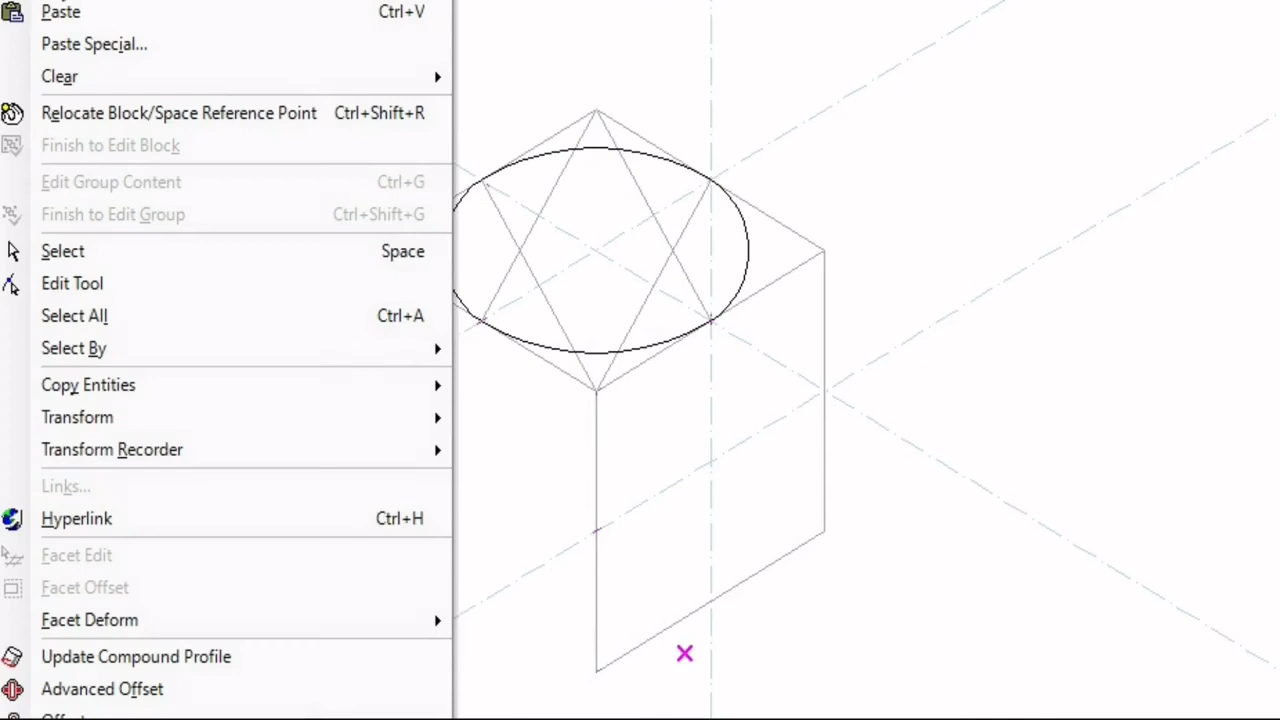 Paste Ctrl+V
Paste Special...
Clear
Relocate Block/Space Reference Point Ctrl+Shift+R
Finish to Edit Block
Edit Group Content Ctrl+G
Finish to Edit Group Ctrl+Shift+G
Select Space
Edit Tool
Select All Ctrl+A
Select By
Copy Entities
Transform
Transform Recorder
Links...
Hyperlink Ctrl+H
Facet Edit
Facet Offset
Facet Deform
Update Compound Profile
Advanced Offset